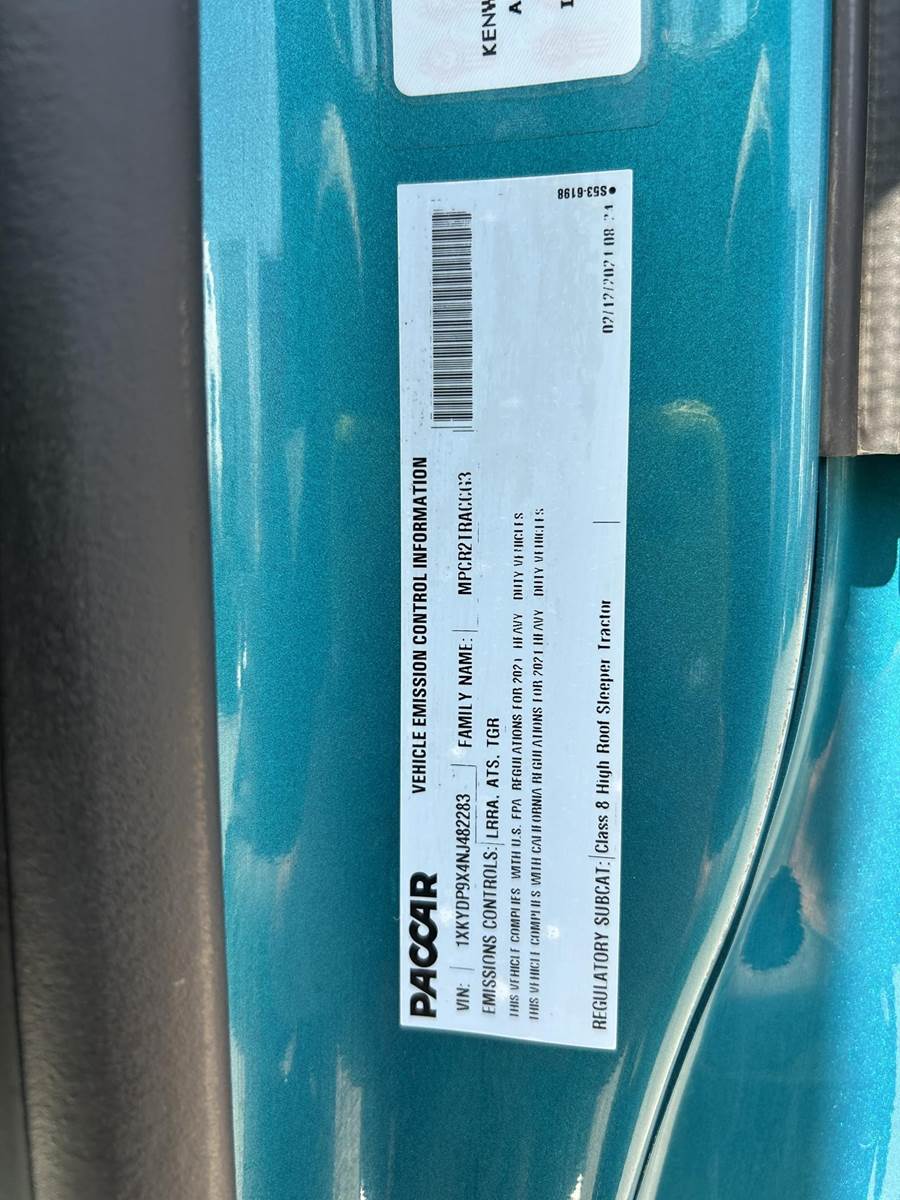 KENW
A
PACCAR
VEHICLE EMISSION CONTROL INFORMATION
VIN: 1XKYDP9X4NJ482283 FAMILY NAME: MPCR2TRACCG3
EMISSIONS CONTROLS: LRRA, ATS, TGR
THIS VEHICLE COMPLIES WITH U.S. EPA REGULATIONS FOR 2021 HEAVY DUTY VEHICLES
THIS VEHICLE COMPLIES WITH CALIFORNIA REGULATIONS FOR 2021 HEAVY DUTY VEHICLES
REGULATORY SUBCAT: Class 8 High Roof Sleeper Tractor
02/12/2021 08
S53-6198